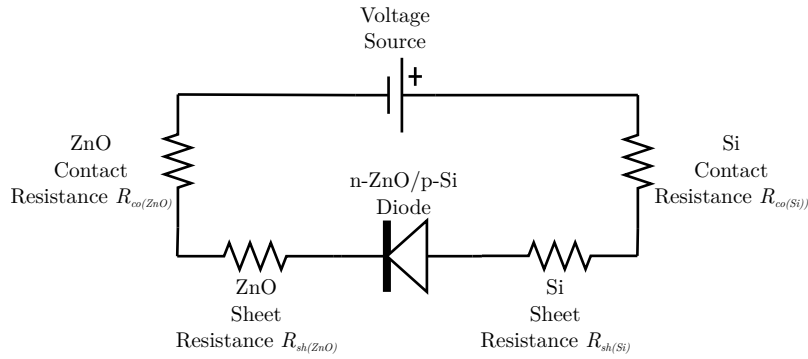 Voltage
Source
+
ZnO
Contact
Resistance R_co(ZnO)
Si
Contact
Resistance R_co(Si))
n-ZnO/p-Si
Diode
ZnO
Sheet
Resistance R_sh(ZnO)
Si
Sheet
Resistance R_sh(Si)